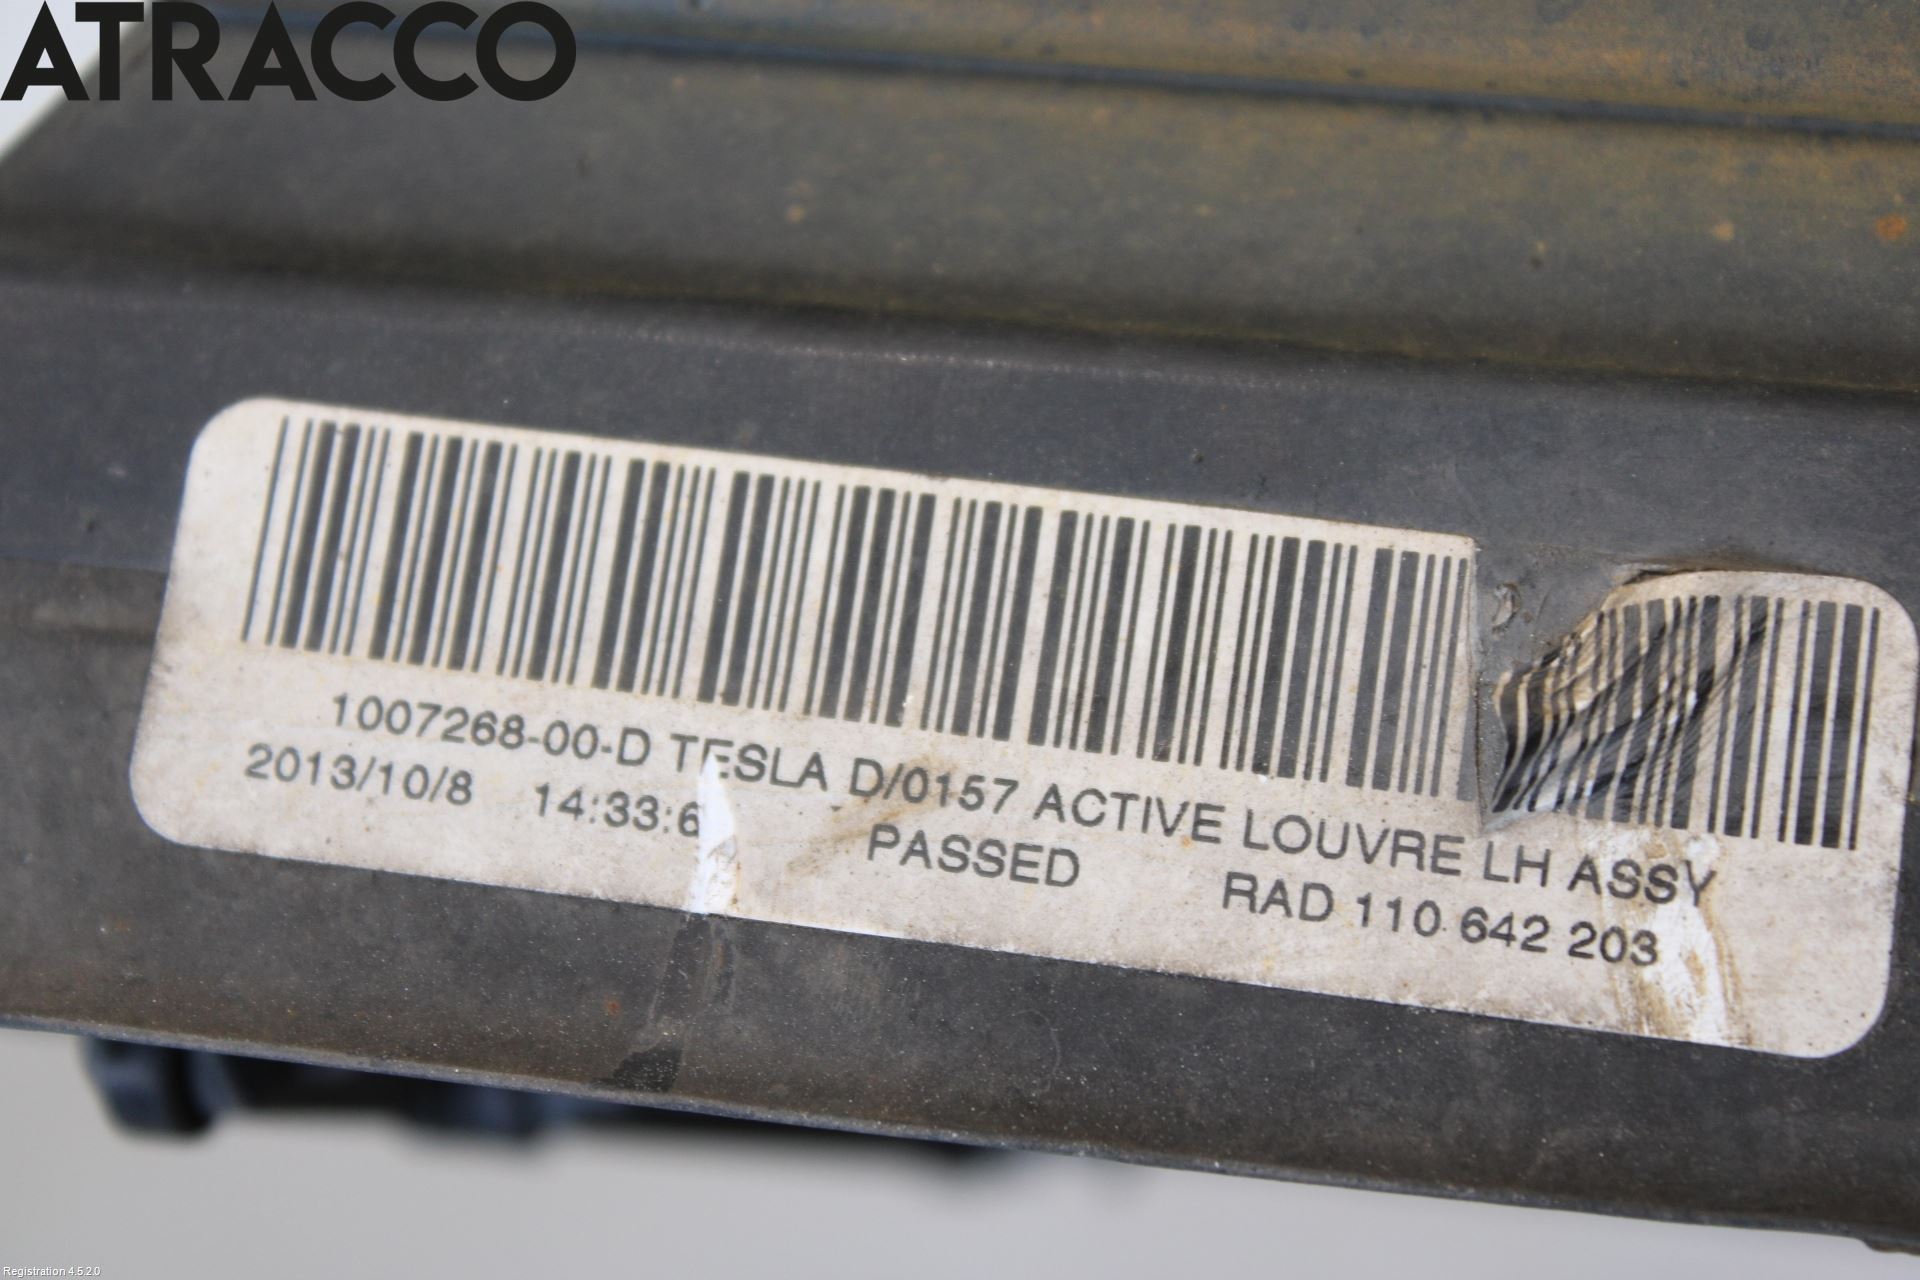 ATRACCO
1007268-00-D TESLA D/0157 ACTIVE LOUVRE LH ASSY
2013/10/8 14:33:6 PASSED RAD 110 642 203
Registration 4.5.2.0